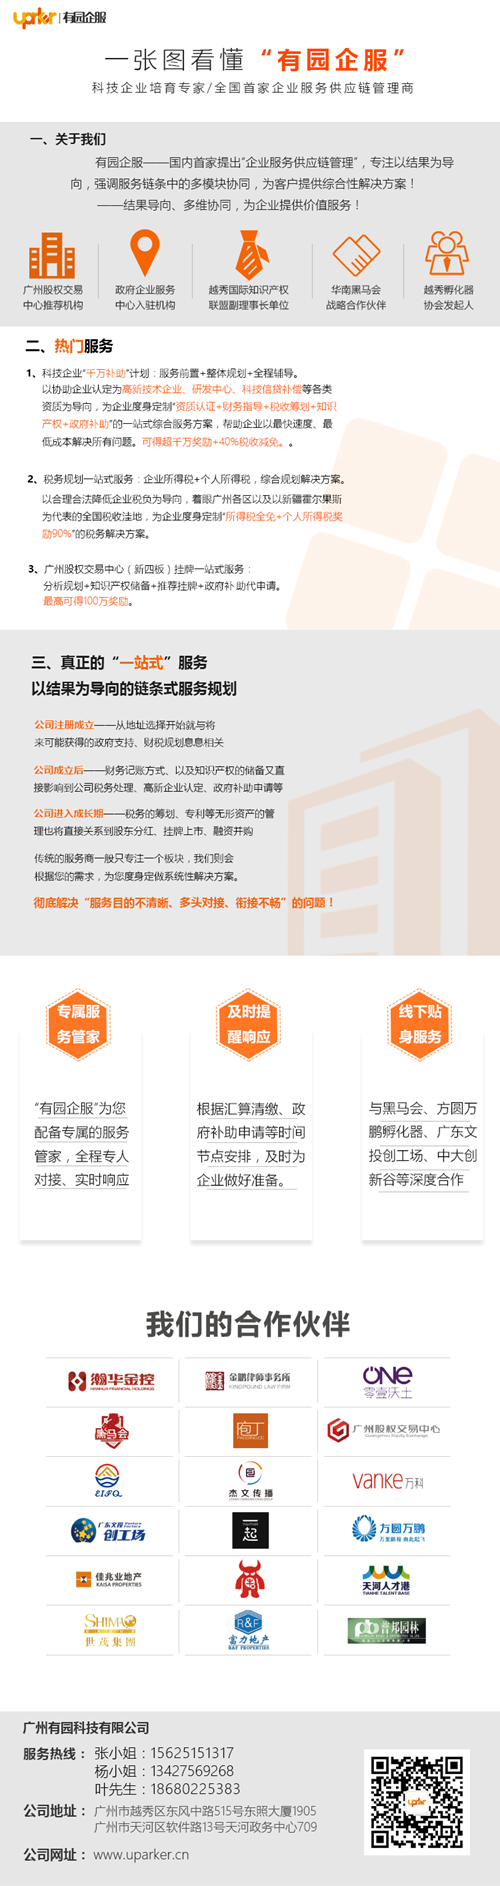 uparker | 有园企服
一张图看懂“有园企服”
科技企业培育专家/全国首家企业服务供应链管理商
一、关于我们
有园企服——国内首家提出“企业服务供应链管理”，专注以结果为导
向，强调服务链条中的多模块协同，为客户提供综合性解决方案！
——结果导向、多维协同，为企业提供价值服务！
广州股权交易
中心推荐机构
政府企业服务
中心入驻机构
越秀国际知识产权
联盟副理事长单位
华南黑马会
战略合作伙伴
越秀孵化器
协会发起人
二、热门服务
1、科技企业“千万补助”计划：服务前置+整体规划+全程辅导。
以协助企业认定为高新技术企业、研发中心、科技信贷补偿等各类
资质为导向，为企业度身定制“资质认证+财务指导+税收筹划+知识
产权+政府补助”的一站式综合服务方案，帮助企业以最快速度、最
低成本解决所有问题。可得超千万奖励+40%税收减免。。
2、税务规划一站式服务：企业所得税+个人所得税，综合规划解决方案。
以合理合法降低企业税负为导向，着眼广州各区以及以新疆霍尔果斯
为代表的全国税收洼地，为企业度身定制“所得税全免+个人所得税奖
励90%”的税务解决方案。
3、广州股权交易中心（新四板）挂牌一站式服务：
分析规划+知识产权储备+推荐挂牌+政府补助代申请。
最高可得100万奖励。
三、真正的“一站式”服务
以结果为导向的链条式服务规划
公司注册成立——从地址选择开始就与将
来可能获得的政府支持、财税规划息息相关
公司成立后——财务记账方式、以及知识产权的储备又直
接影响到公司税务处理、高新企业认定、政府补助申请等
公司进入成长期——税务的筹划、专利等无形资产的管
理也将直接关系到股东分红、挂牌上市、融资并购
传统的服务商一般只专注一个板块，我们则会
根据您的需求，为您度身定做系统性解决方案。
彻底解决“服务目的不清晰、多头对接、衔接不畅”的问题！
专属服
务管家
“有园企服”为您
配备专属的服务
管家，全程专人
对接、实时响应
及时提
醒响应
根据汇算清缴、政
府补助申请等时间
节点安排，及时为
企业做好准备。
线下贴
身服务
与黑马会、方圆万
鹏孵化器、广东文
投创工场、中大创
新谷等深度合作
我们的合作伙伴
瀚华金控
HANHUA FINANCIAL HOLDINGS
金鹏律师事务所
KINGPOUND LAW FIRM
ONE
零壹沃土
黑马会
庖丁
广州股权交易中心
Guangzhou Equity Exchange
EIFQ
杰文传播
vanke万科
广东文投
创工场
一起
方圆万鹏
佳兆业地产
KAISA PROPERTIES
天河人才港
TIANHE TALENT BASE
SHIMAO
世茂集团
R&F
富力地产
R&F PROPERTIES
普邦园林
广州有园科技有限公司
服务热线： 张小姐：15625151317
杨小姐：13427569268
叶先生：18680225383
公司地址： 广州市越秀区东风中路515号东照大厦1905
广州市天河区软件路13号天河政务中心709
公司网址： www.uparker.cn